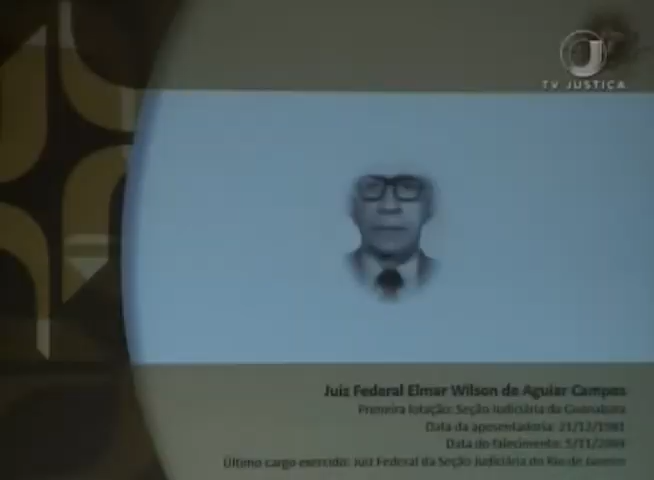 TV JUSTIÇA
Juiz Federal Elmar Wilson de Aguiar Campos
Primeira lotação: Seção Judiciária da Guanabara
Data da aposentadoria: 21/12/1981
Data do falecimento: 5/11/
Último cargo exercido: Juiz Federal da Seção Judiciária do Rio de Janeiro